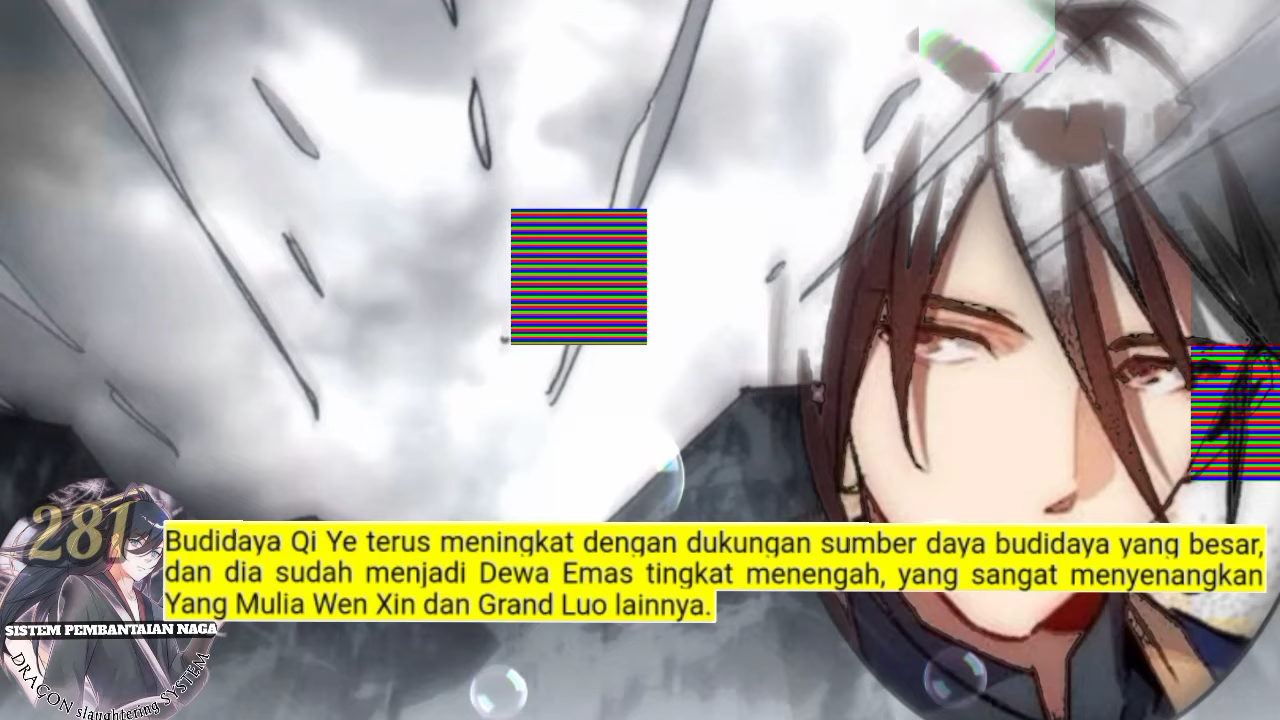 281
Budidaya Qi Ye terus meningkat dengan dukungan sumber daya budidaya yang besar,
dan dia sudah menjadi Dewa Emas tingkat menengah, yang sangat menyenangkan
Yang Mulia Wen Xin dan Grand Luo lainnya.
SISTEM PEMBANTAIAN NAGA
DRAGON slaughtering SYSTEM